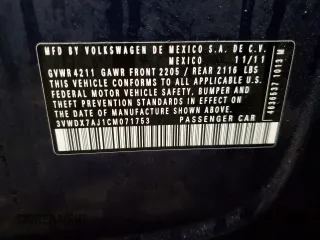 MFD BY VOLKSWAGEN DE MEXICO S.A. DE C.V.
MEXICO 11/11
GVWR 4211 GAWR FRONT 2205 / REAR 2116 LBS
THIS VEHICLE CONFORMS TO ALL APPLICABLE
FEDERAL MOTOR VEHICLE SAFETY, BUMPER AND
THEFT PREVENTION STANDARDS IN EFFECT ON
THE DATE OF MANUFACTURE SHOWN ABOVE.
3VWDX7AJ1CM071753 PASSENGER CAR
4036537 1013 M